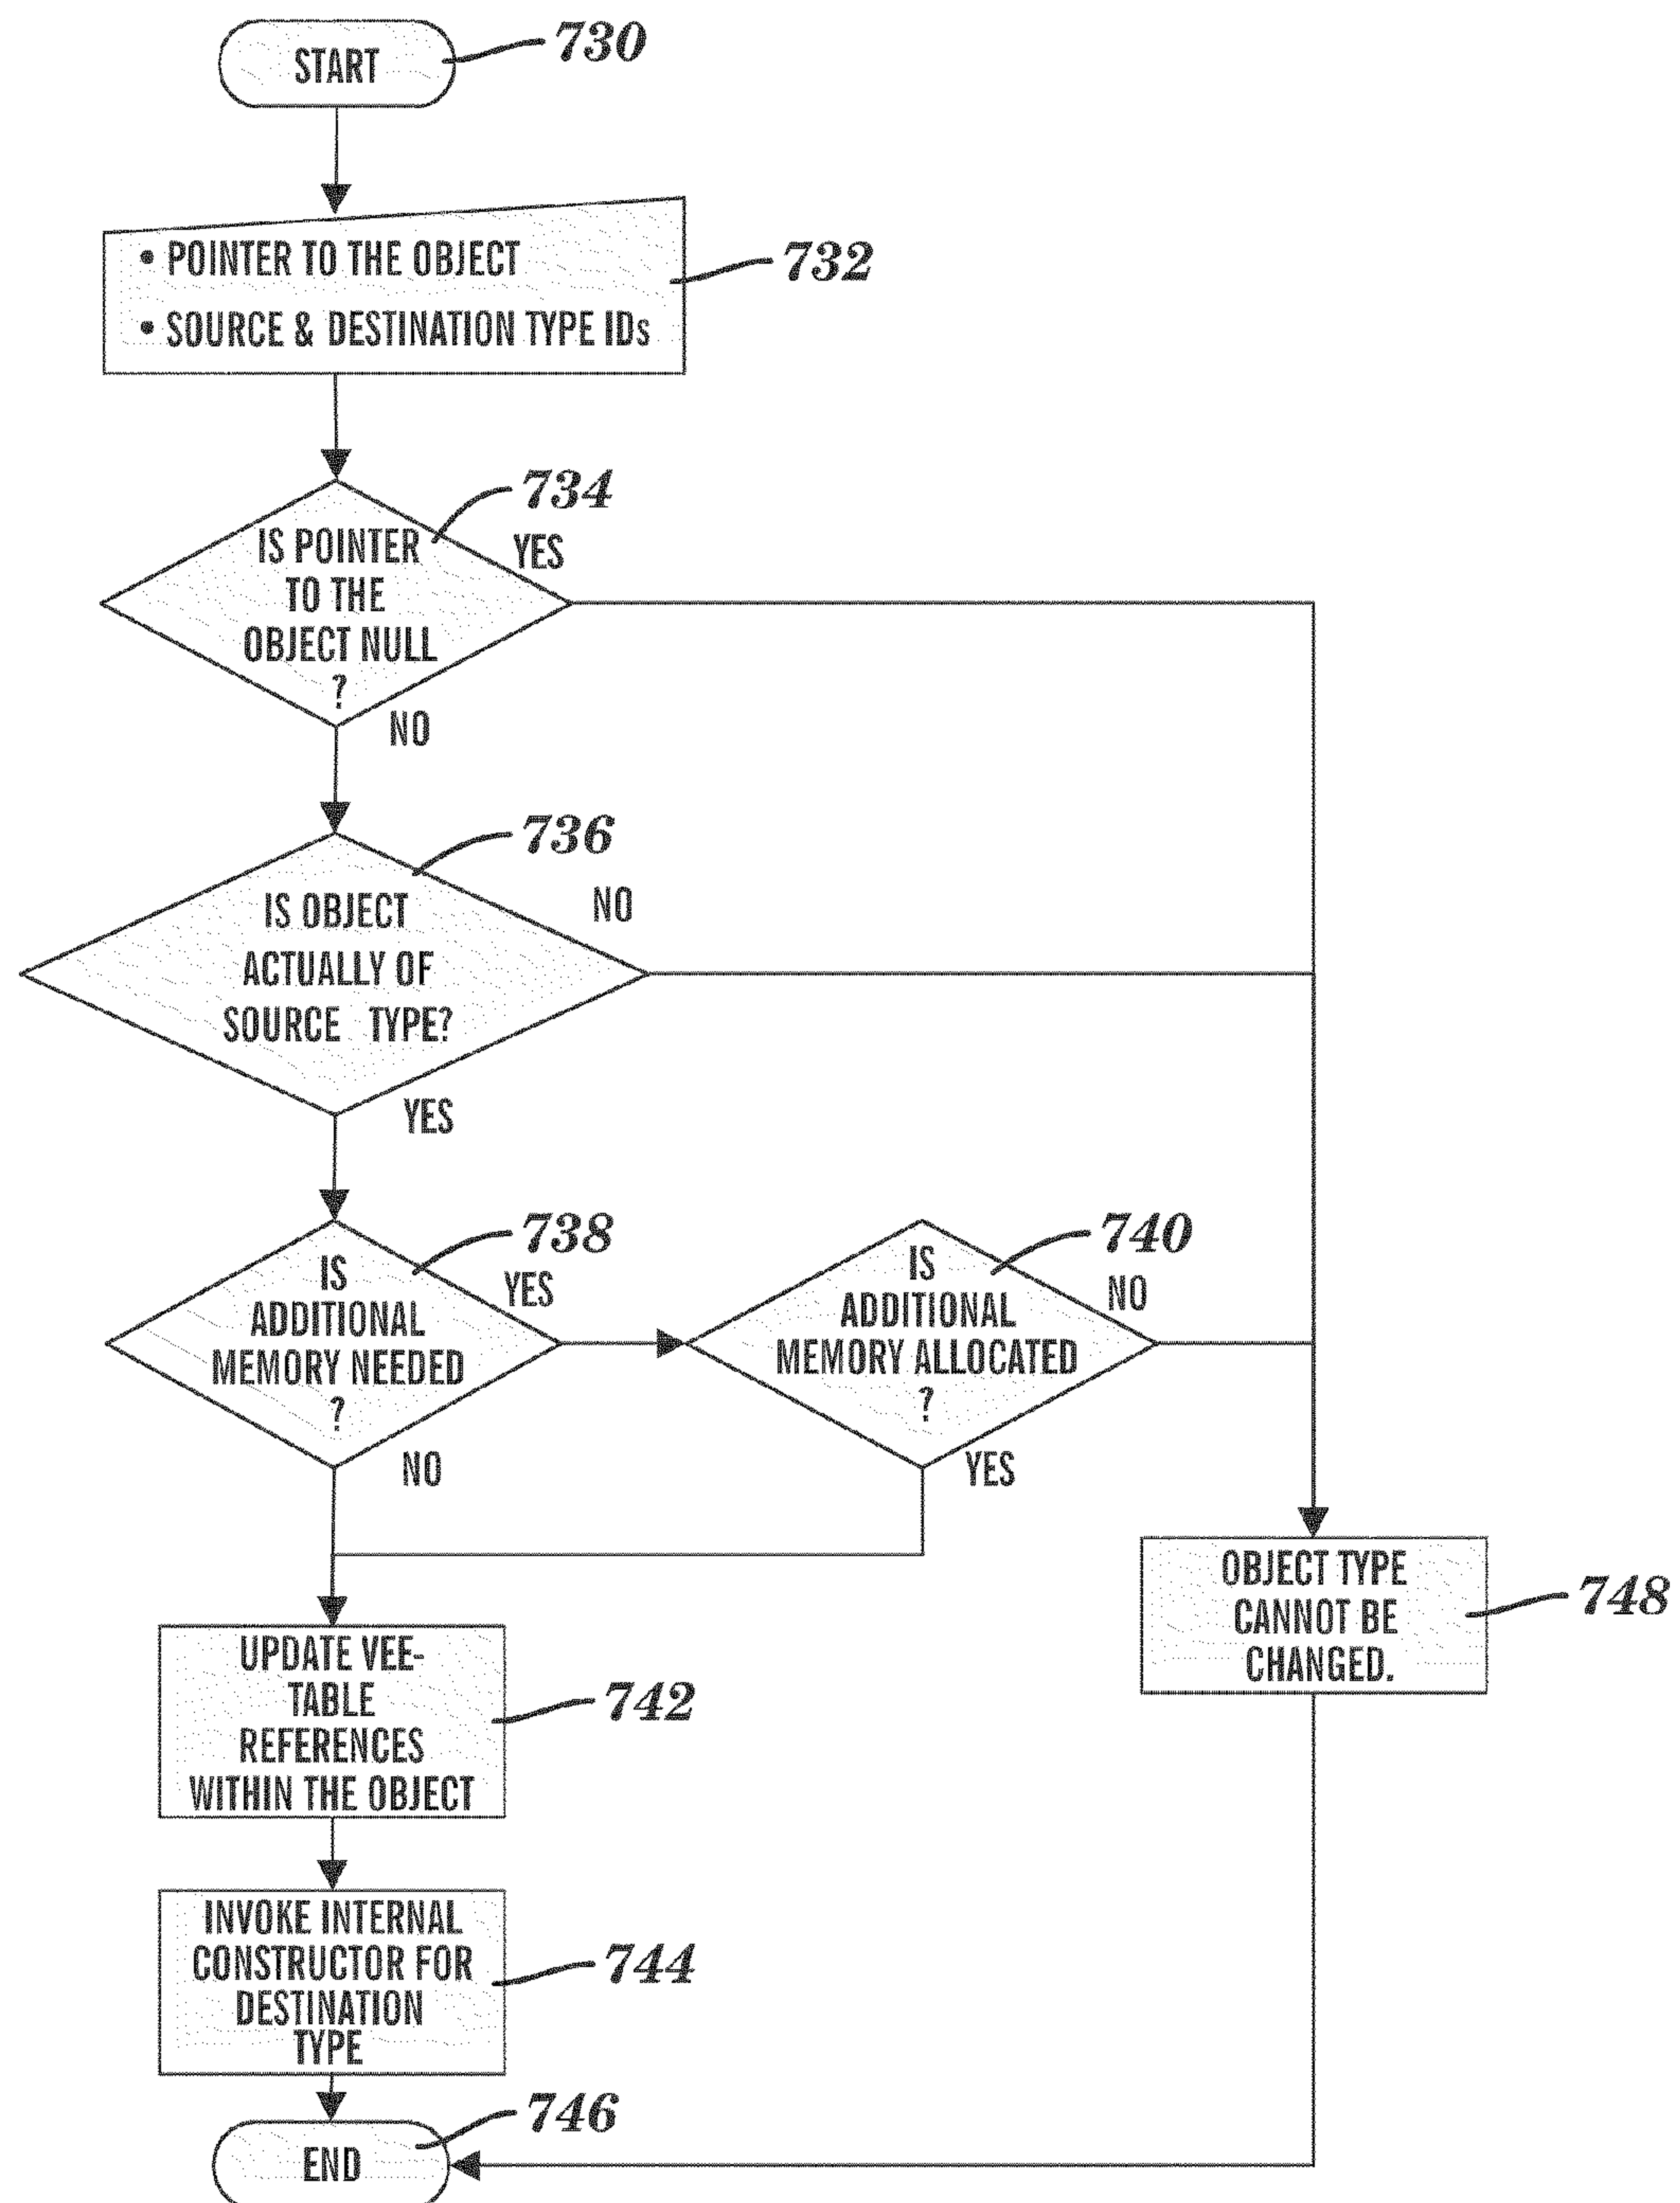 START
730
• POINTER TO THE OBJECT
• SOURCE & DESTINATION TYPE IDs
732
734
IS POINTER
TO THE
OBJECT NULL
?
YES
NO
736
IS OBJECT
ACTUALLY OF
SOURCE TYPE?
NO
YES
738
IS
ADDITIONAL
MEMORY NEEDED
?
YES
NO
740
IS
ADDITIONAL
MEMORY ALLOCATED
?
NO
YES
OBJECT TYPE
CANNOT BE
CHANGED.
748
UPDATE VEE-
TABLE
REFERENCES
WITHIN THE OBJECT
742
INVOKE INTERNAL
CONSTRUCTOR FOR
DESTINATION
TYPE
744
746
END